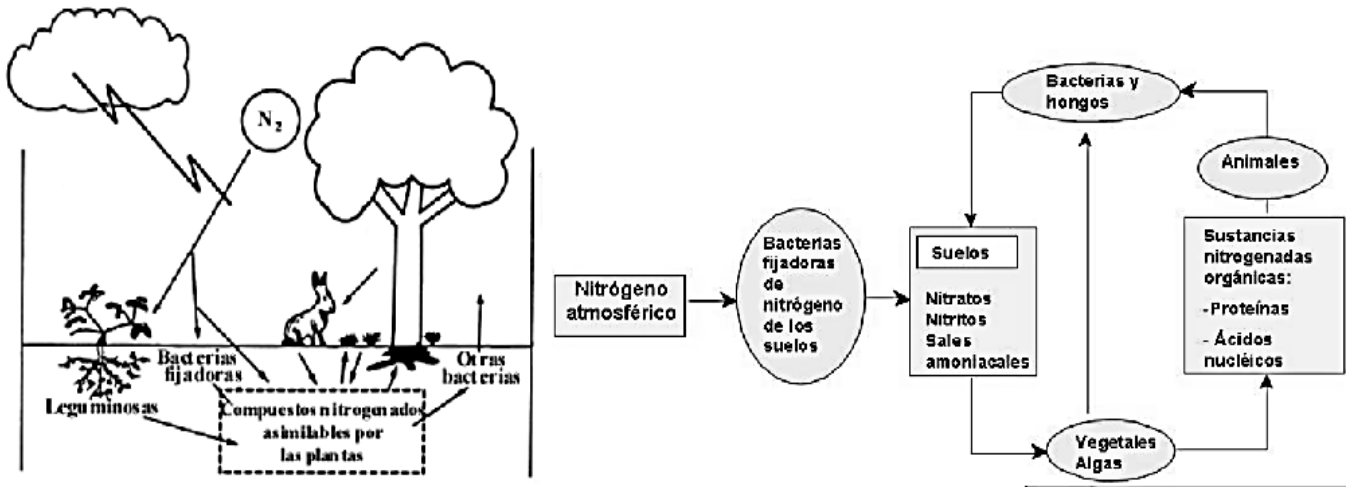 N₂
Bacterias
fijadoras
Leguminosas
Otras
bacterias
Compuestos nitrogenados
asimilables por
las plantas
Nitrógeno
atmosférico
Bacterias
fijadoras
de
nitrógeno
de los
suelos
Suelos
Nitratos
Nitritos
Sales
amoniacales
Bacterias y
hongos
Animales
Sustancias
nitrogenadas
orgánicas:
-Proteínas
- Ácidos
nucléicos
Vegetales
Algas